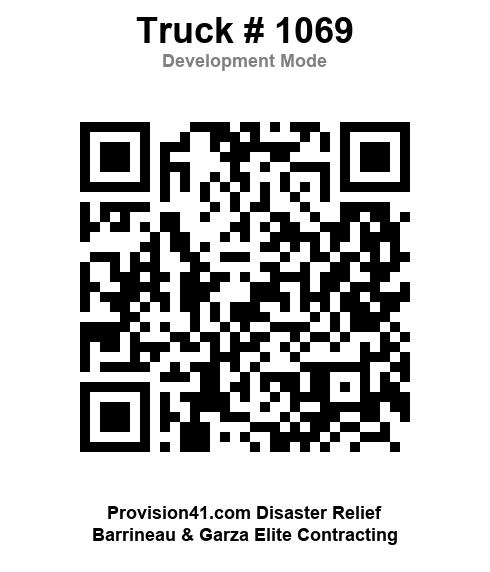 Truck # 1069
Development Mode
Provision41.com Disaster Relief
Barrineau & Garza Elite Contracting